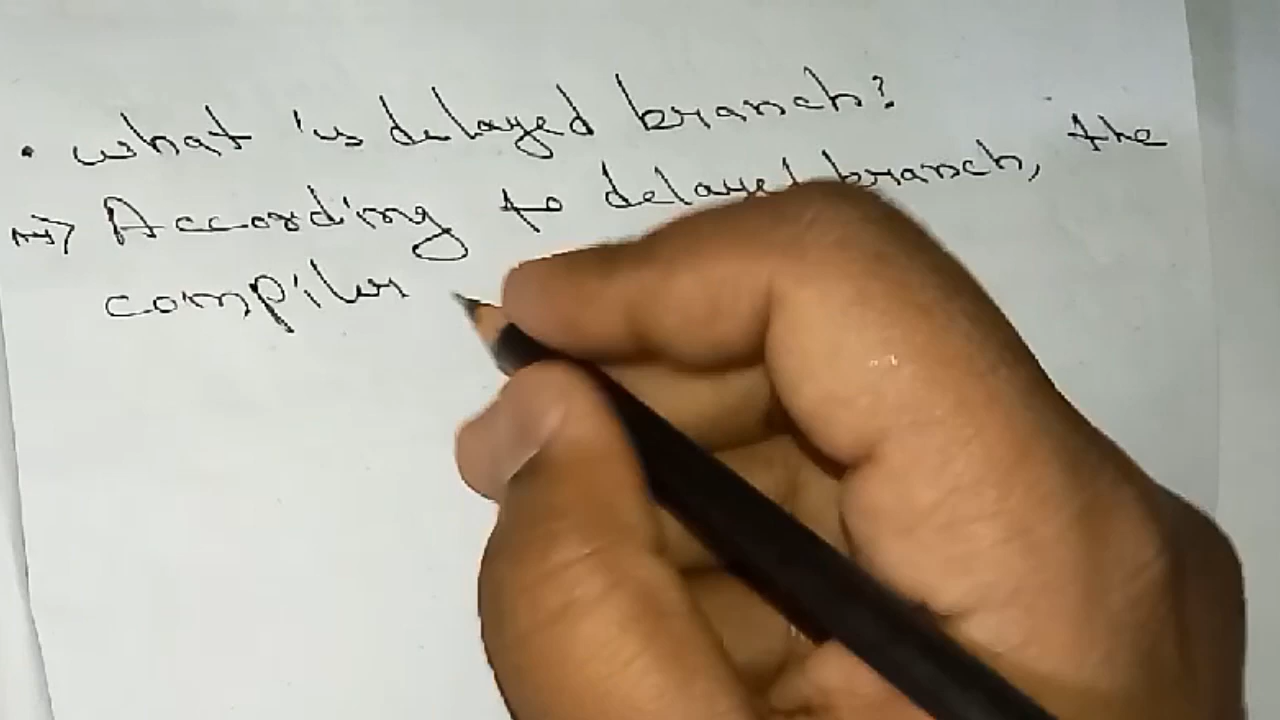 • what is delayed branch?
⇒ According to delayed branch, the
compiler